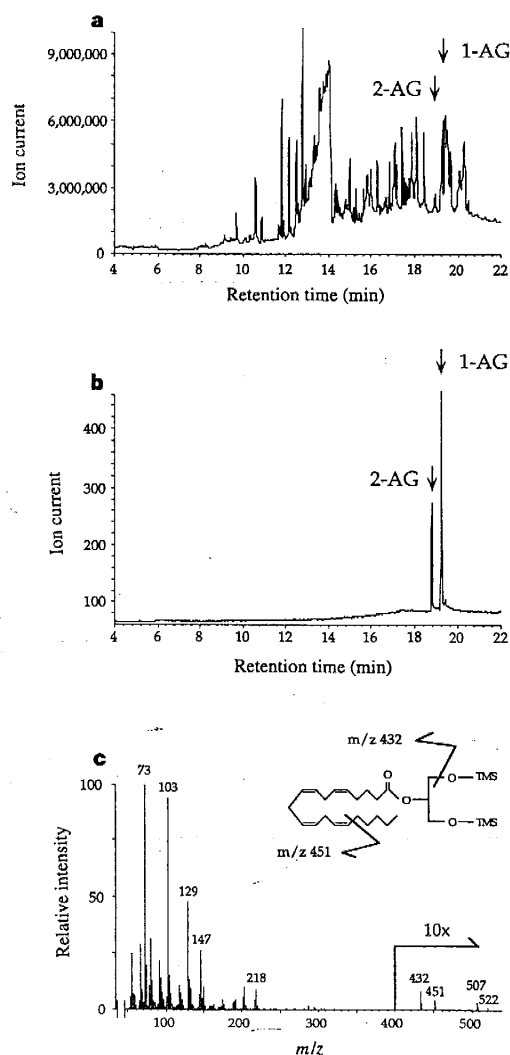 a
1-AG
2-AG
Ion current
9,000,000
6,000,000
3,000,000
0
4 6 8 10 12 14 16 18 20 22
Retention time (min)
b
1-AG
2-AG
Ion current
400
300
200
100
4 6 8 10 12 14 16 18 20 22
Retention time (min)
c
m/z 432
O
O
O—TMS
O—TMS
m/z 451
Relative intensity
100
50
0
73
103
129
147
218
10x
432
451
507
522
100 200 300 400 500
m/z